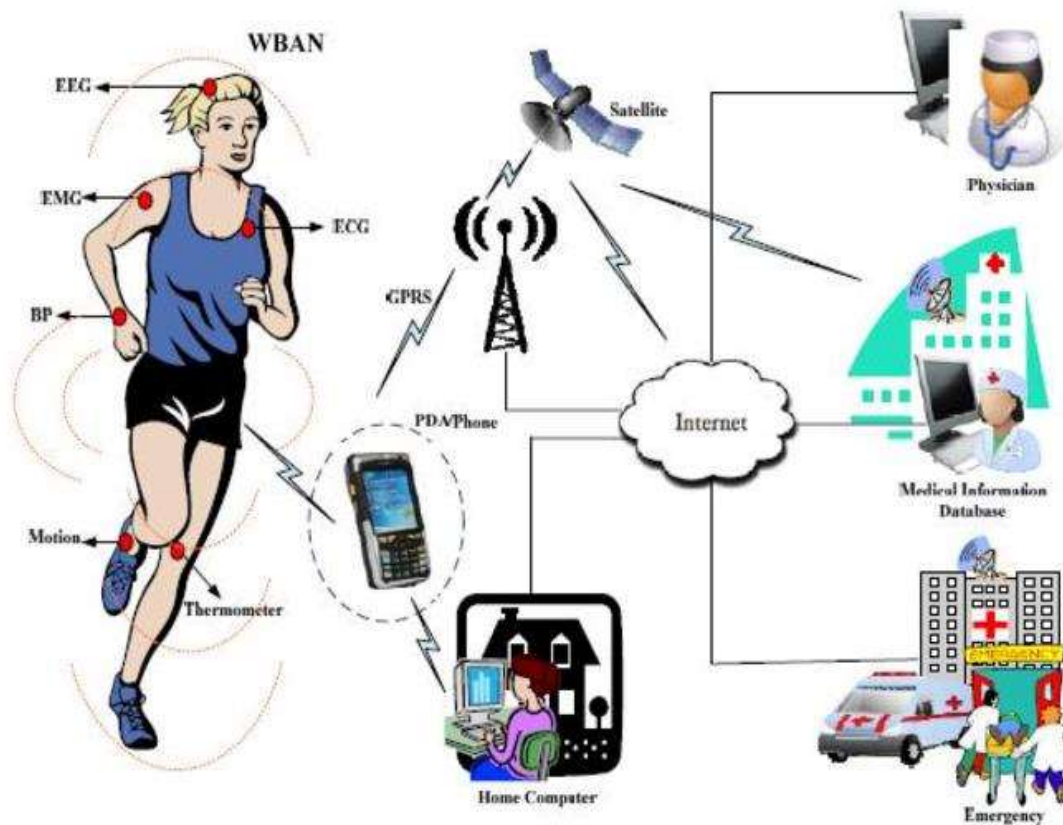 WBAN
EEG
EMG
ECG
BP
Motion
Thermometer
Satellite
GPRS
PDA/Phone
Internet
Home Computer
Physician
Medical Information
Database
EMERGENCY
Emergency